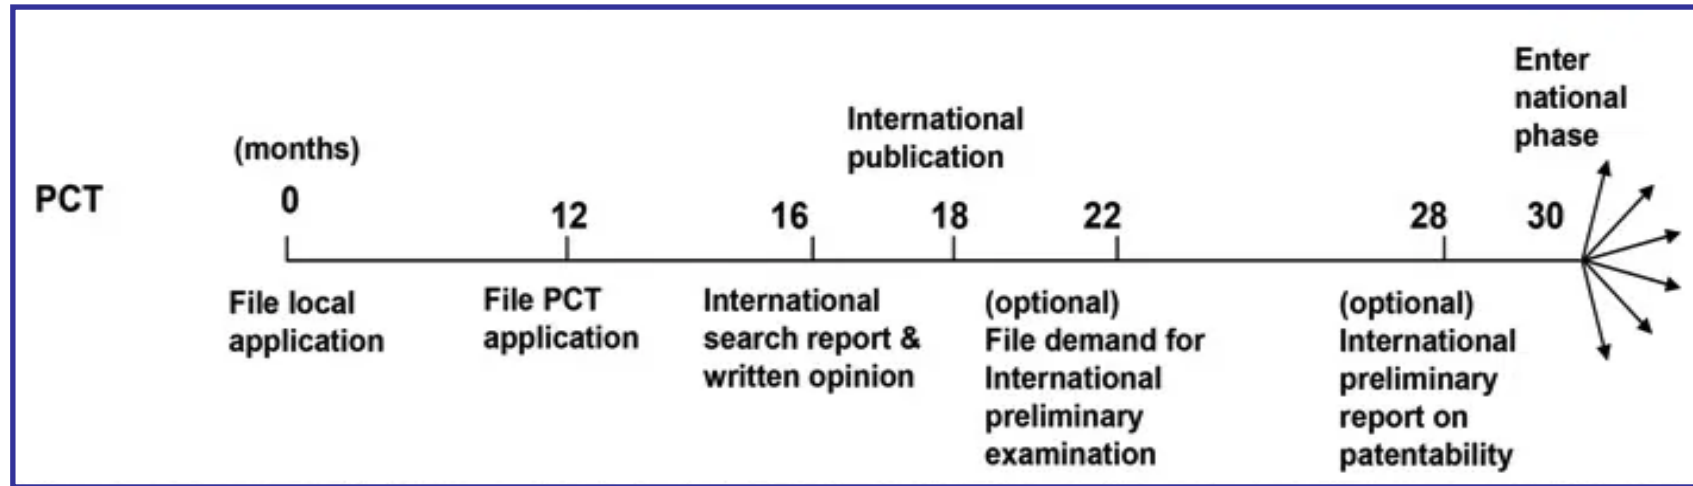 PCT
(months)
0
12
16
18
22
28
30
International
publication
Enter
national
phase
File local
application
File PCT
application
International
search report &
written opinion
(optional)
File demand for
International
preliminary
examination
(optional)
International
preliminary
report on
patentability